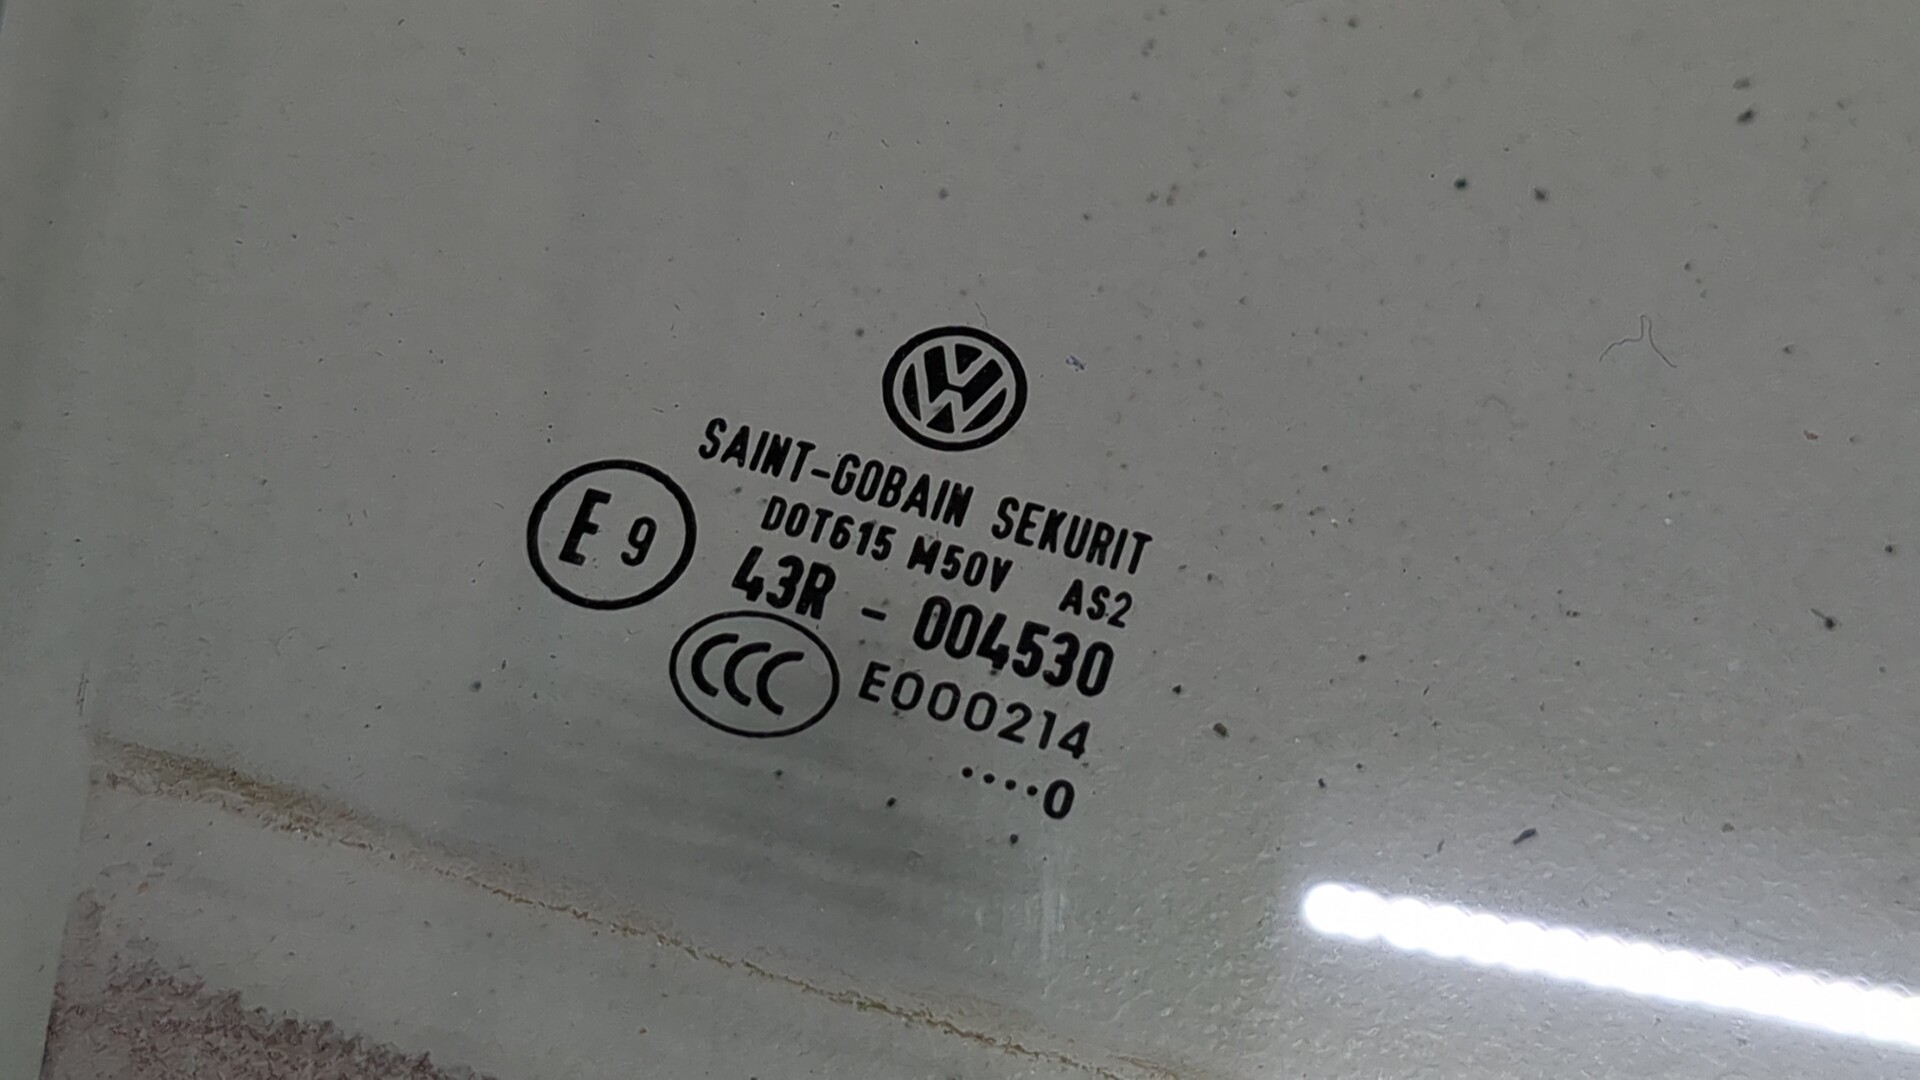 SAINT-GOBAIN SEKURIT
DOT615 M50V AS2
E 9
43R - 004530
CCC E000214
....0